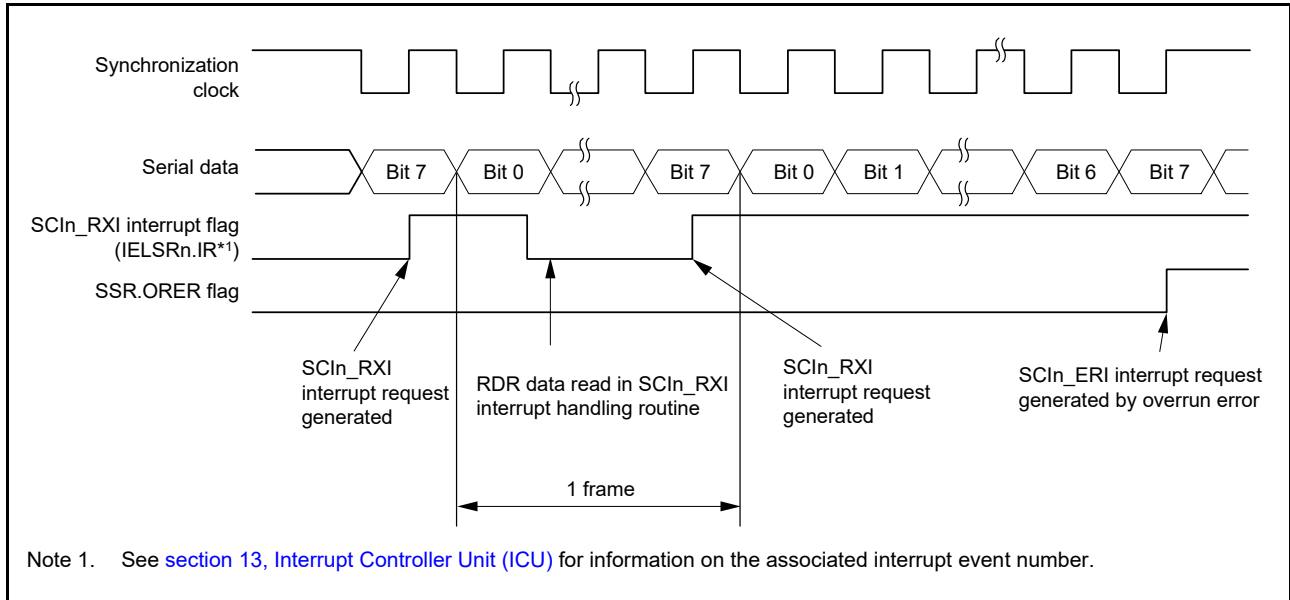 Synchronization
clock
Serial data
Bit 7
Bit 0
Bit 7
Bit 0
Bit 1
Bit 6
Bit 7
SCIn_RXI interrupt flag
(IELSRn.IR*1)
SSR.ORER flag
SCIn_RXI
interrupt request
generated
RDR data read in SCIn_RXI
interrupt handling routine
SCIn_RXI
interrupt request
generated
SCIn_ERI interrupt request
generated by overrun error
1 frame
Note 1. See section 13, Interrupt Controller Unit (ICU) for information on the associated interrupt event number.